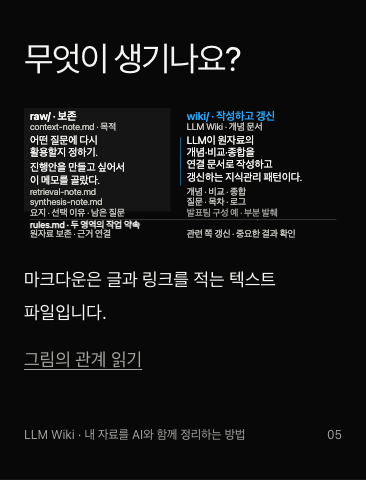 무엇이 생기나요?
raw/ · 보존
context-note.md · 목적
어떤 질문에 다시
활용할지 정하기.
진행안을 만들고 싶어서
이 메모를 골랐다.
retrieval-note.md
synthesis-note.md
요지 · 선택 이유 · 남은 질문
wiki/ · 작성하고 갱신
LLM Wiki · 개념 문서
LLM이 원자료의
개념·비교·종합을
연결 문서로 작성하고
갱신하는 지식관리 패턴이다.
개념 · 비교 · 종합
질문 · 목차 · 로그
발표팀 구성 예 · 부분 발췌
rules.md · 두 영역의 작업 약속
원자료 보존 · 근거 연결
관련 쪽 갱신 · 중요한 결과 확인
마크다운은 글과 링크를 적는 텍스트
파일입니다.
그림의 관계 읽기
LLM Wiki · 내 자료를 AI와 함께 정리하는 방법
05